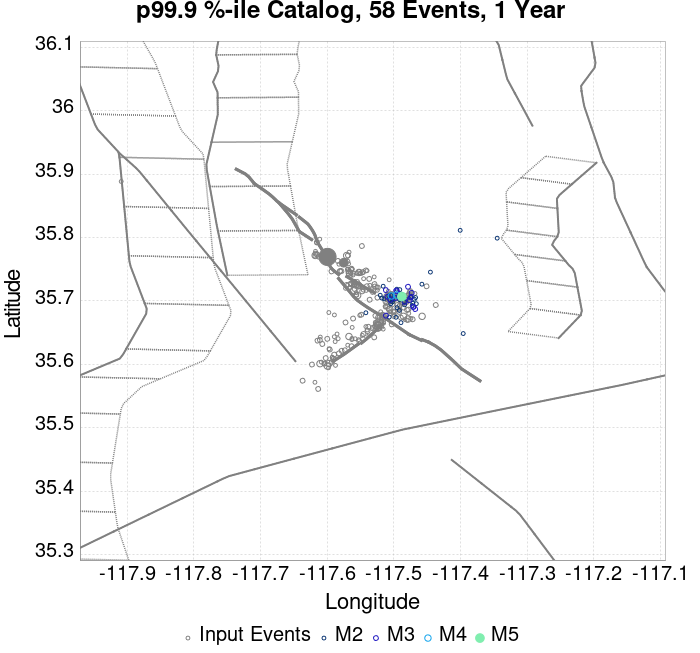 p99.9 %-ile Catalog, 58 Events, 1 Year
36.1
36
35.9
35.8
35.7
35.6
35.5
35.4
35.3
Latitude
-117.9 -117.8 -117.7 -117.6 -117.5 -117.4 -117.3 -117.2 -117.1
Longitude
Input Events M2 M3 M4 M5